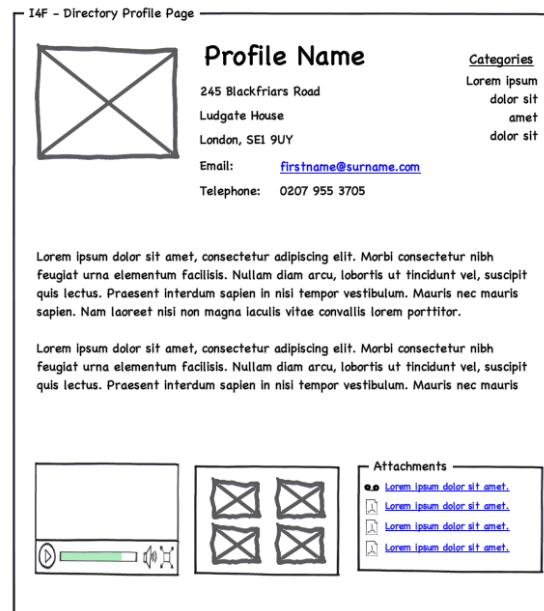 I4F - Directory Profile Page
Profile Name
245 Blackfriars Road
Ludgate House
London, SE1 9UY
Email: firstname@surname.com
Telephone: 0207 955 3705
Categories
Lorem ipsum
dolor sit
amet
dolor sit
Lorem ipsum dolor sit amet, consectetur adipiscing elit. Morbi consectetur nibh
feugiat urna elementum facilisis. Nullam diam arcu, lobortis ut tincidunt vel, suscipit
quis lectus. Praesent interdum sapien in nisi tempor vestibulum. Mauris nec mauris
sapien. Nam laoreet nisi non magna iaculis vitae convallis lorem porttitor.
Lorem ipsum dolor sit amet, consectetur adipiscing elit. Morbi consectetur nibh
feugiat urna elementum facilisis. Nullam diam arcu, lobortis ut tincidunt vel, suscipit
quis lectus. Praesent interdum sapien in nisi tempor vestibulum. Mauris nec mauris
Attachments
Lorem ipsum dolor sit amet.
Lorem ipsum dolor sit amet.
Lorem ipsum dolor sit amet.
Lorem ipsum dolor sit amet.